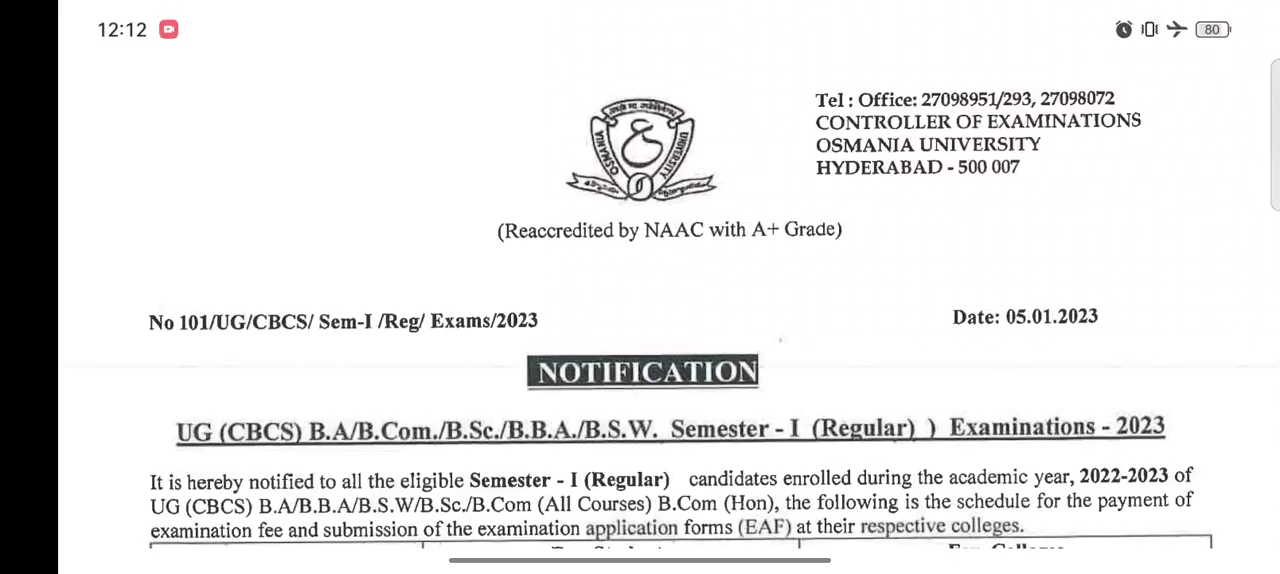 12:12
80
Tel : Office: 27098951/293, 27098072
CONTROLLER OF EXAMINATIONS
OSMANIA UNIVERSITY
HYDERABAD - 500 007
OSMANIA UNIVERSITY
(Reaccredited by NAAC with A+ Grade)
No 101/UG/CBCS/ Sem-I /Reg/ Exams/2023
Date: 05.01.2023
NOTIFICATION
UG (CBCS) B.A/B.Com./B.Sc./B.B.A./B.S.W. Semester - I (Regular) ) Examinations - 2023
It is hereby notified to all the eligible Semester - I (Regular) candidates enrolled during the academic year, 2022-2023 of
UG (CBCS) B.A/B.B.A/B.S.W/B.Sc./B.Com (All Courses) B.Com (Hon), the following is the schedule for the payment of
examination fee and submission of the examination application forms (EAF) at their respective colleges.